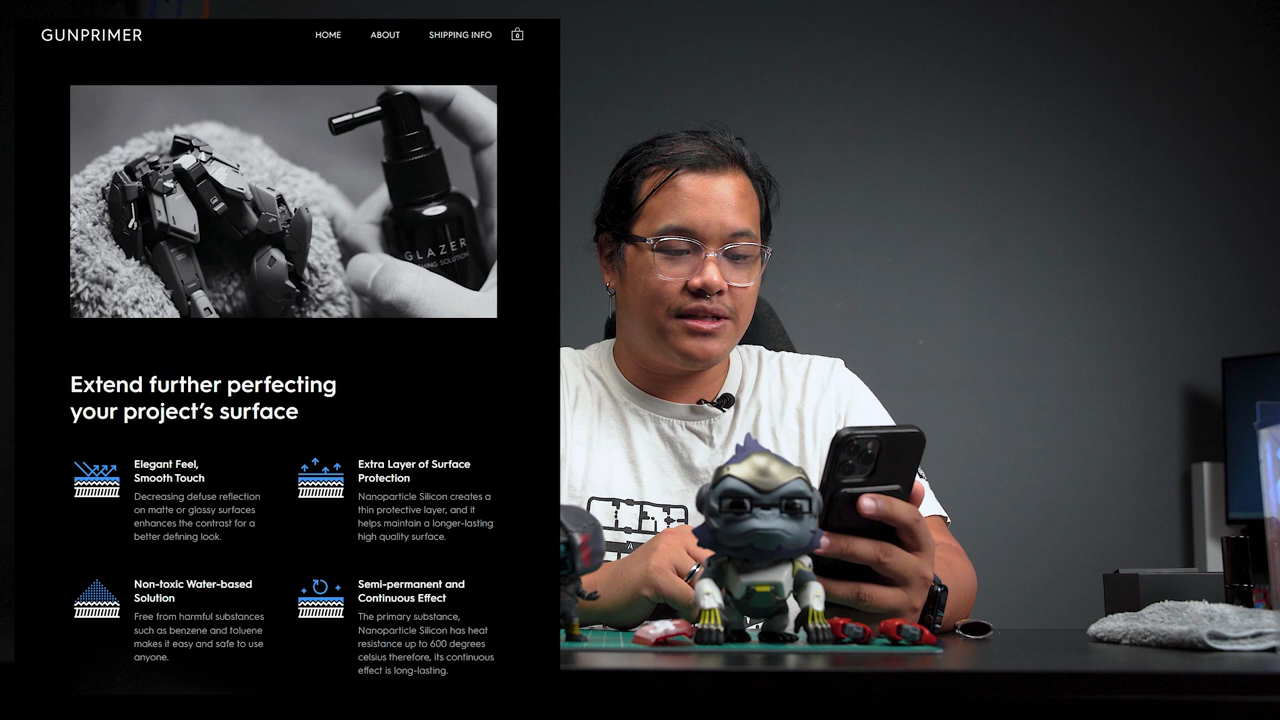 GUNPRIMER
HOME ABOUT SHIPPING INFO 0
GLAZER
SOLUTION
Extend further perfecting
your project's surface
Elegant Feel,
Smooth Touch
Decreasing defuse reflection
on matte or glossy surfaces
enhances the contrast for a
better defining look.
Extra Layer of Surface
Protection
Nanoparticle Silicon creates a
thin protective layer, and it
helps maintain a longer-lasting
high quality surface.
Non-toxic Water-based
Solution
Free from harmful substances
such as benzene and toluene
makes it easy and safe to use
anyone.
Semi-permanent and
Continuous Effect
The primary substance,
Nanoparticle Silicon has heat
resistance up to 600 degrees
celsius therefore, its continuous
effect is long-lasting.
A